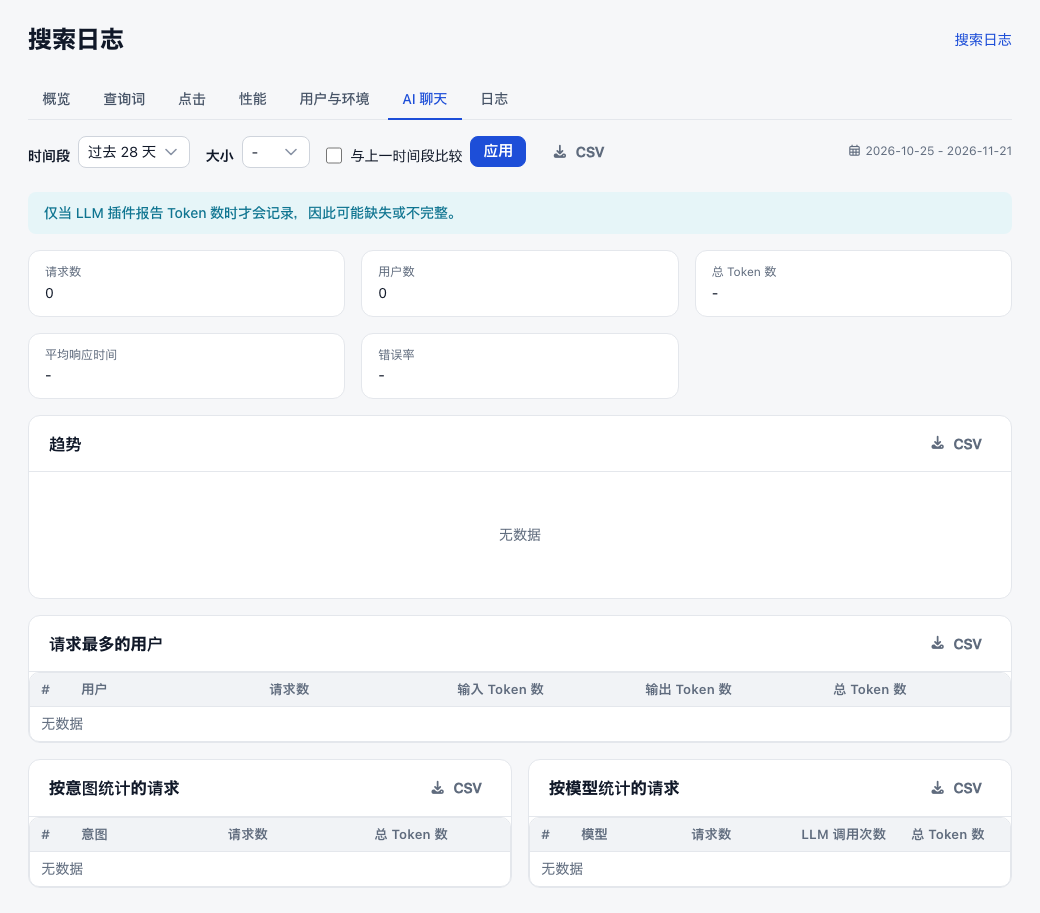 搜索日志
搜索日志
概览 查询词 点击 性能 用户与环境 AI 聊天 日志
时间段 过去 28 天 大小 - 与上一时间段比较 应用 CSV 2026-10-25 - 2026-11-21
仅当 LLM 插件报告 Token 数时才会记录，因此可能缺失或不完整。
请求数 用户数 总 Token 数
0 0 -
平均响应时间 错误率
- -
趋势 CSV
无数据
请求最多的用户 CSV
# 用户 请求数 输入 Token 数 输出 Token 数 总 Token 数
无数据
按意图统计的请求 CSV
# 意图 请求数 总 Token 数
无数据
按模型统计的请求 CSV
# 模型 请求数 LLM 调用次数 总 Token 数
无数据